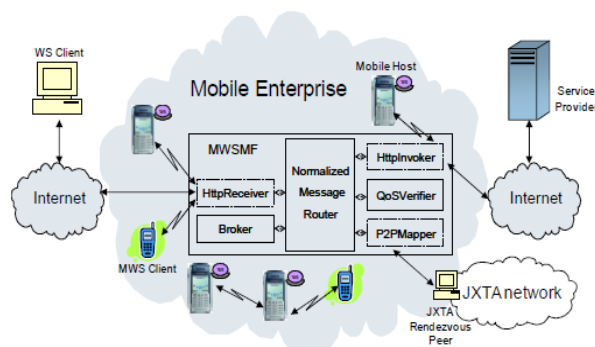 WS Client
Mobile Enterprise
Mobile Host
Service
Provider
MWSMF
Internet
HttpReceiver
Broker
Normalized
Message
Router
HttpInvoker
QoSVerifier
P2PMapper
Internet
MWS Client
JXTA
Rendezvous
Peer
JXTA network